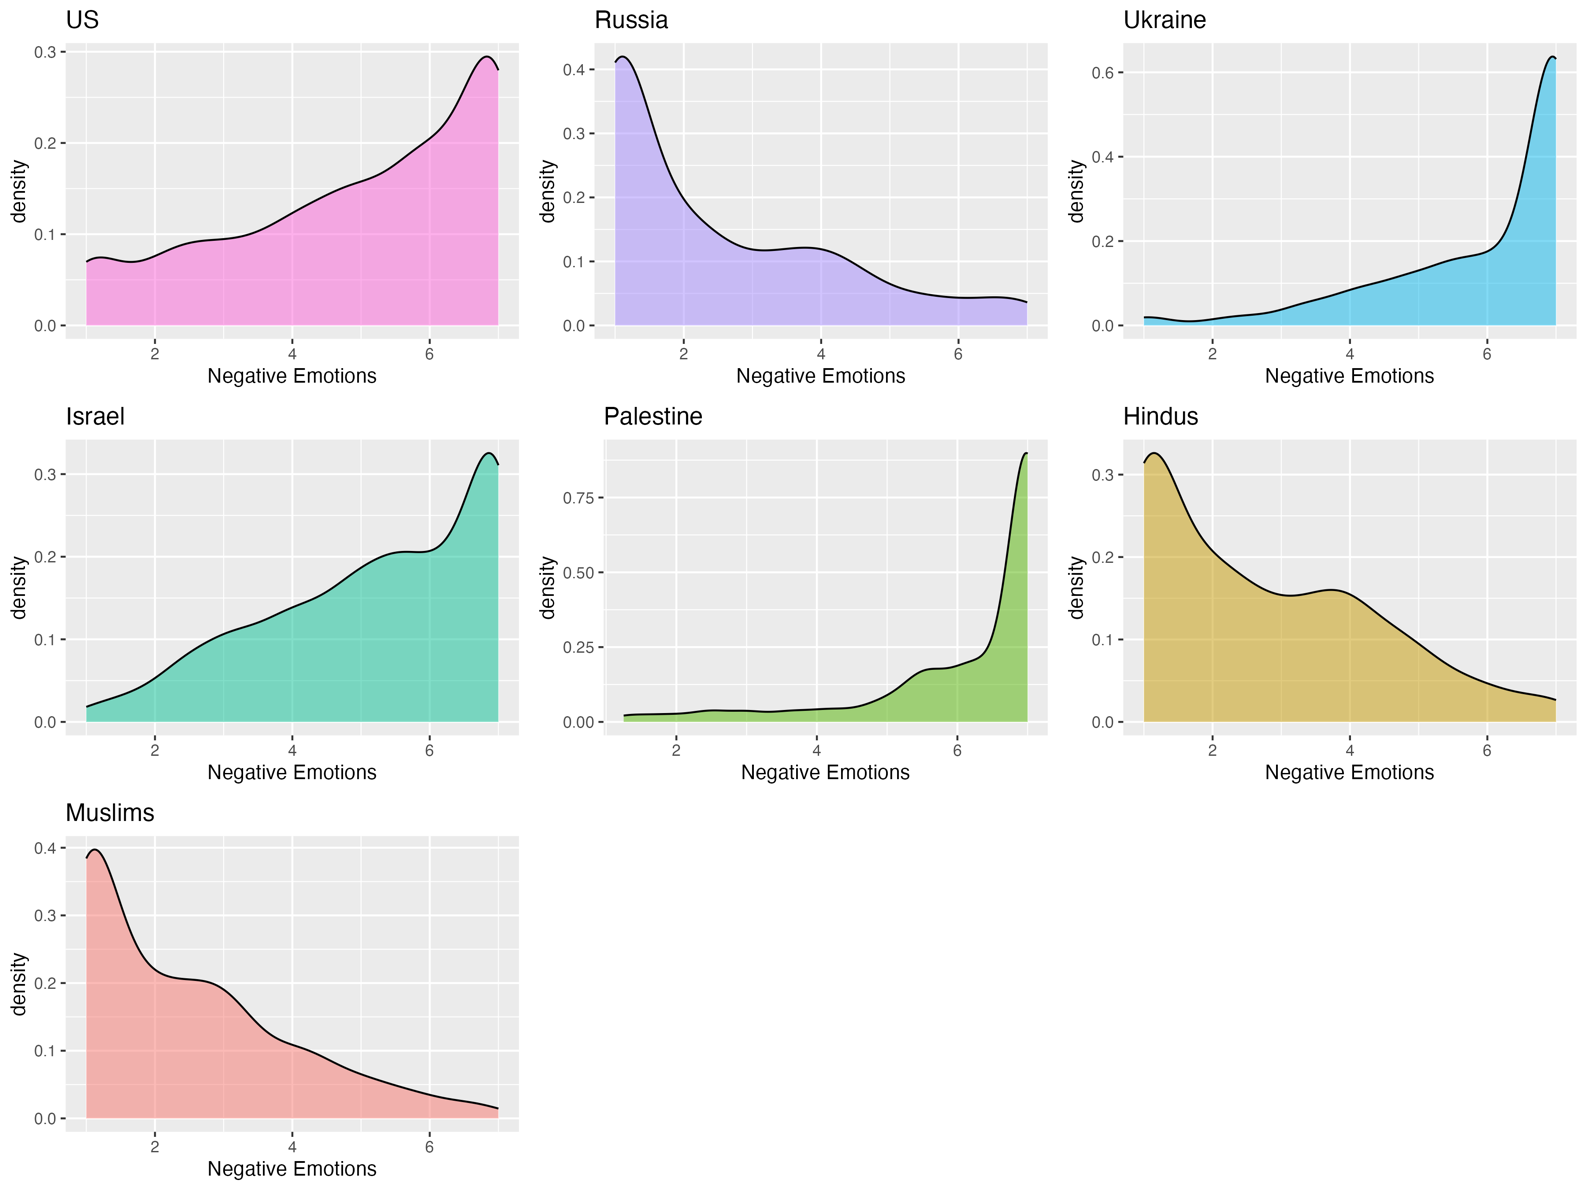 US
0.3
0.2
0.1
0.0
density
2 4 6
Negative Emotions
Russia
0.4
0.3
0.2
0.1
0.0
density
2 4 6
Negative Emotions
Ukraine
0.6
0.4
0.2
0.0
density
2 4 6
Negative Emotions
Israel
0.3
0.2
0.1
0.0
density
2 4 6
Negative Emotions
Palestine
0.75
0.50
0.25
0.00
density
2 4 6
Negative Emotions
Hindus
0.3
0.2
0.1
0.0
density
2 4 6
Negative Emotions
Muslims
0.4
0.3
0.2
0.1
0.0
density
2 4 6
Negative Emotions